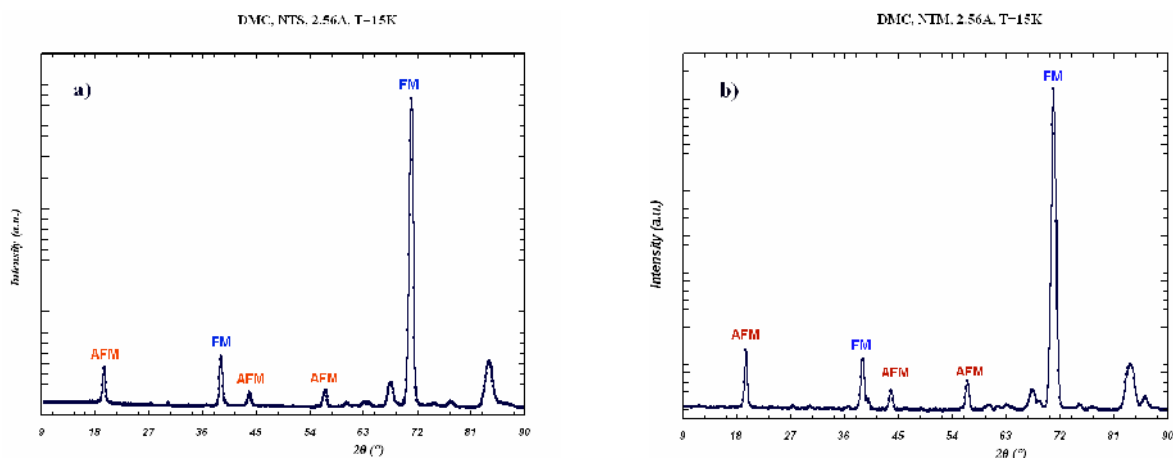 DMC, NTS, 2.56A, T=15K
a)
FM
AFM
FM
AFM
AFM
Intensity (a.u.)
9 18 27 36 45 54 63 72 81 90
2θ (°)
DMC, NTM, 2.56A, T=15K
b)
FM
AFM
FM
AFM
AFM
Intensity (a.u.)
9 18 27 36 45 54 63 72 81 90
2θ (°)